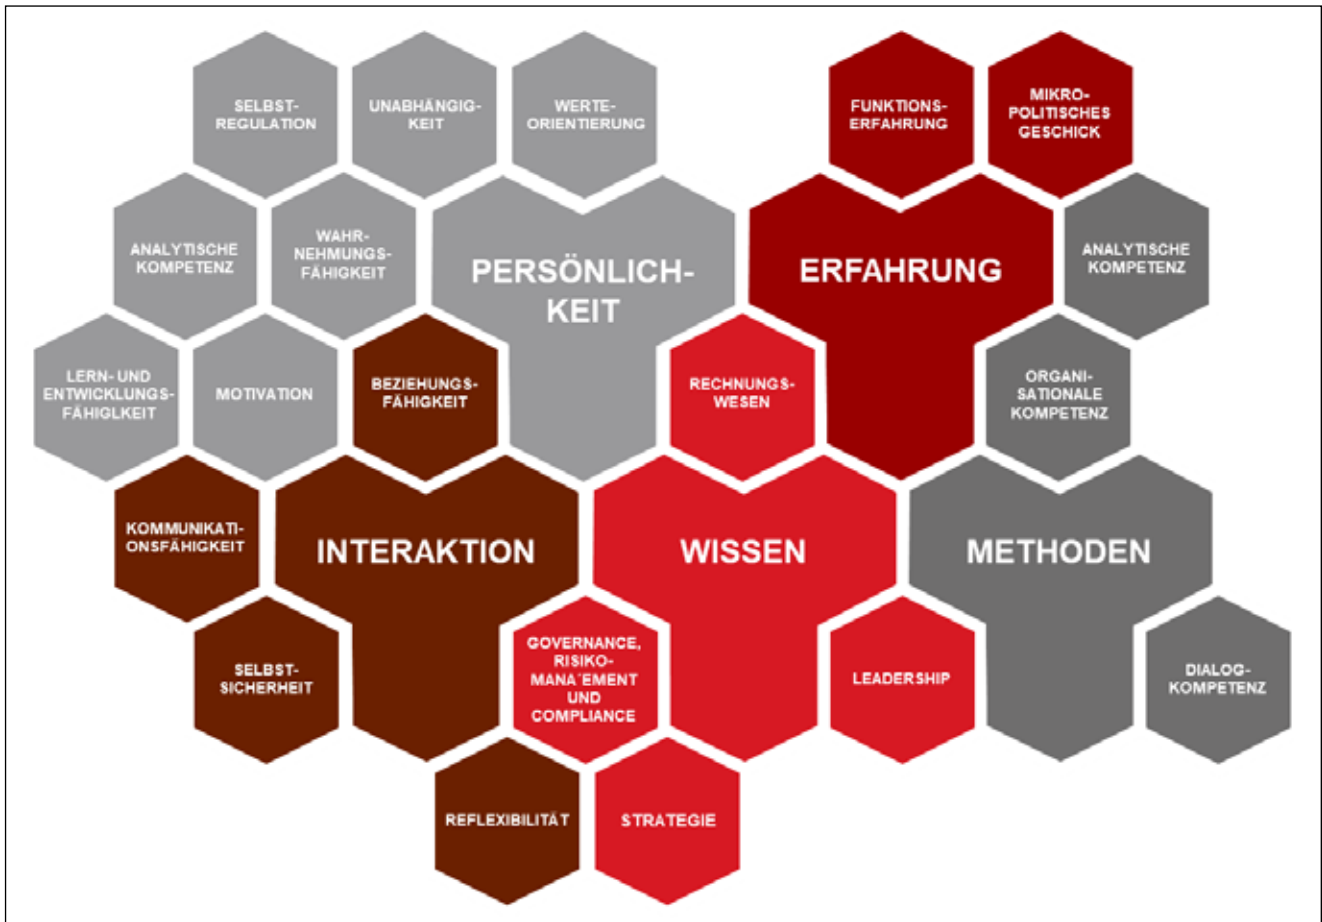 SELBST-
REGULATION
UNABHÄNGIG-
KEIT
WERTE-
ORIENTIERUNG
FUNKTIONS-
ERFAHRUNG
MIKRO-
POLITISCHES
GESCHICK
ANALYTISCHE
KOMPETENZ
WAHR-
NEHMUNGS-
FÄHIGKEIT
PERSÖNLICH-
KEIT
ERFAHRUNG
ANALYTISCHE
KOMPETENZ
LERN- UND
ENTWICKLUNGS-
FÄHIGLKEIT
MOTIVATION
BEZIEHUNGS-
FÄHIGKEIT
RECHNUNGS-
WESEN
ORGANI-
SATIONALE
KOMPETENZ
KOMMUNIKATI-
ONSFÄHIGKEIT
INTERAKTION
WISSEN
METHODEN
SELBST-
SICHERHEIT
GOVERNANCE,
RISIKO-
MANA´EMENT
UND
COMPLIANCE
LEADERSHIP
DIALOG-
KOMPETENZ
REFLEXIBILITÄT
STRATEGIE